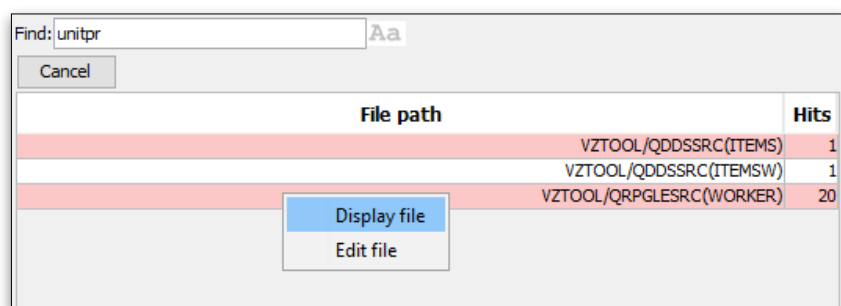 Find: unitpr Aa
Cancel
File path Hits
VZTOOL/QDDSSRC(ITEMS) 1
VZTOOL/QDDSSRC(ITEMSW) 1
VZTOOL/QRPGLESRC(WORKER) 20
Display file
Edit file